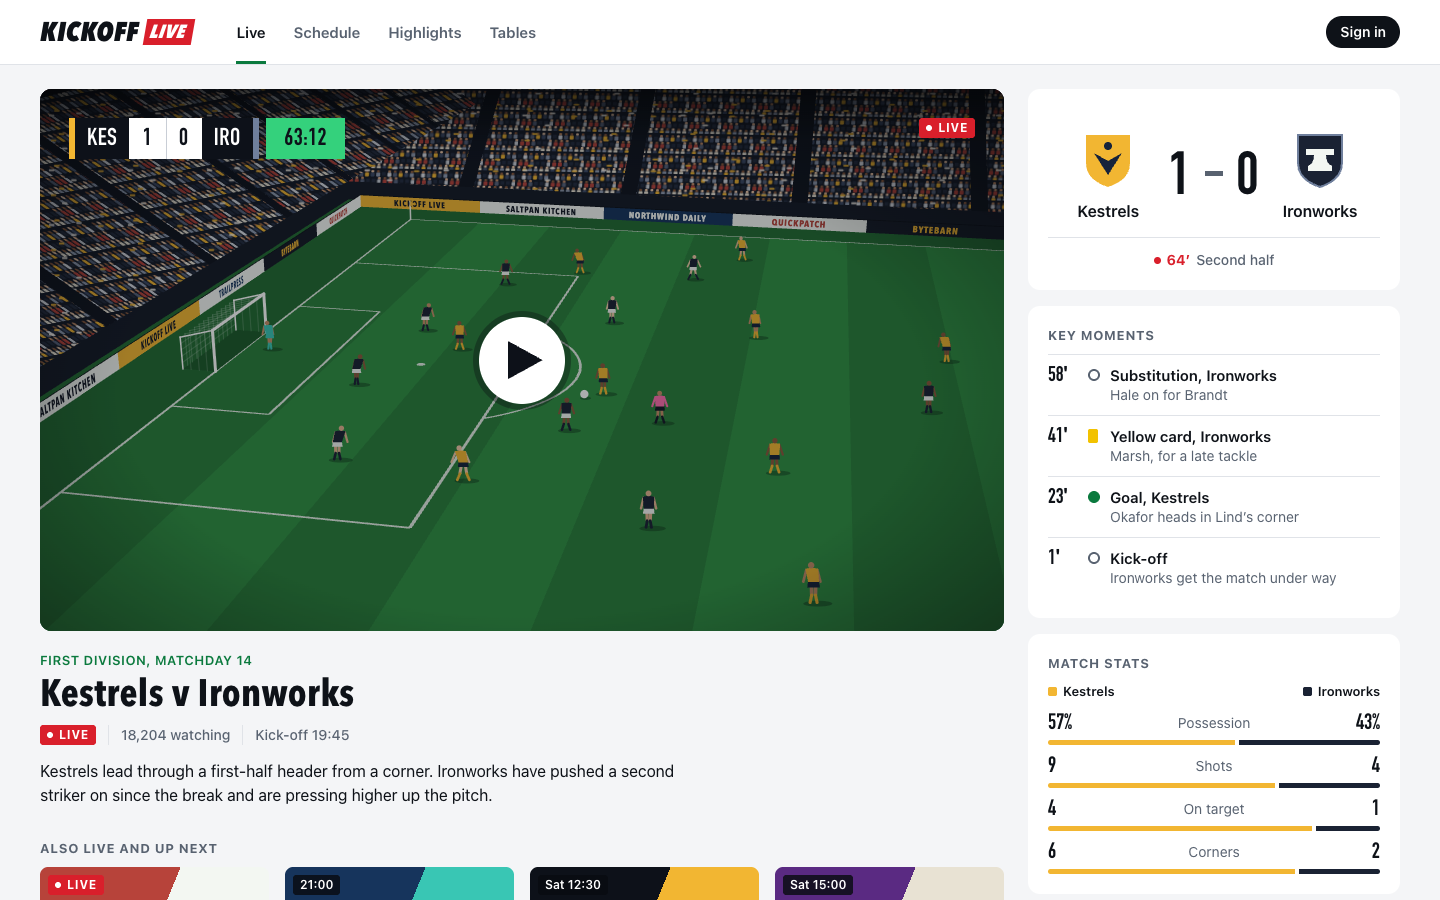 KICKOFF LIVE
Live
Schedule
Highlights
Tables
Sign in
KES 1 0 IRO 63:12
LIVE
KICKOFF LIVE
SALTPAN KITCHEN
NORTHWIND DAILY
QUICKPATCH
BYTEBARN
QUICKPATCH
BYTEBARN
TRAILPRESS
KICKOFF LIVE
ALTPAN KITCHEN
FIRST DIVISION, MATCHDAY 14
Kestrels v Ironworks
LIVE
18,204 watching
Kick-off 19:45
Kestrels lead through a first-half header from a corner. Ironworks have pushed a second
striker on since the break and are pressing higher up the pitch.
ALSO LIVE AND UP NEXT
LIVE
21:00
Sat 12:30
Sat 15:00
1 – 0
Kestrels
Ironworks
64′ Second half
KEY MOMENTS
58'
Substitution, Ironworks
Hale on for Brandt
41'
Yellow card, Ironworks
Marsh, for a late tackle
23'
Goal, Kestrels
Okafor heads in Lind's corner
1'
Kick-off
Ironworks get the match under way
MATCH STATS
Kestrels
Ironworks
57% Possession 43%
9 Shots 4
4 On target 1
6 Corners 2